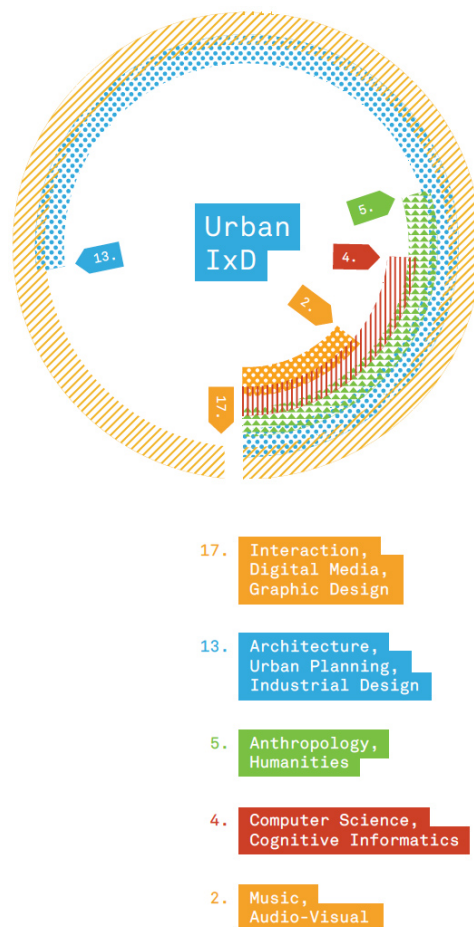 Urban
IxD
5.
4.
13.
2.
17.
17. Interaction,
Digital Media,
Graphic Design
13. Architecture,
Urban Planning,
Industrial Design
5. Anthropology,
Humanities
4. Computer Science,
Cognitive Informatics
2. Music,
Audio-Visual